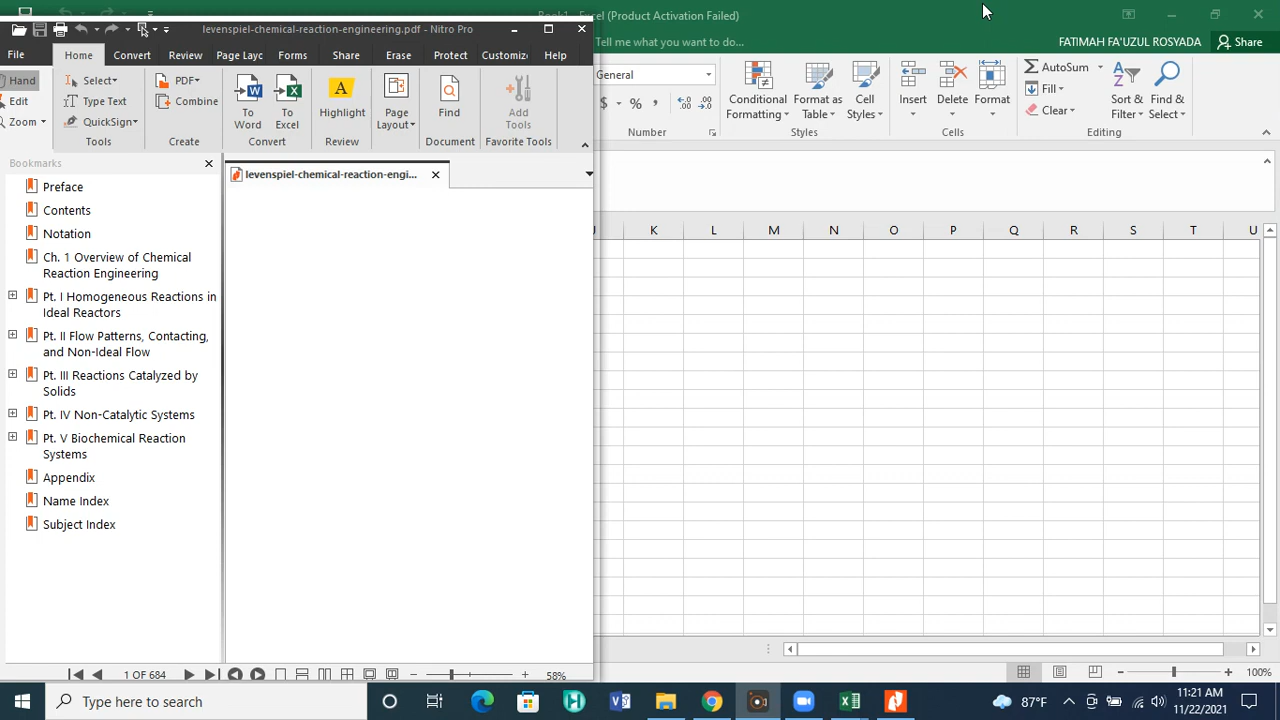 Book1 - Excel (Product Activation Failed)
levenspiel-chemical-reaction-engineering.pdf - Nitro Pro
Tell me what you want to do...
FATIMAH FA'UZUL ROSYADA
Share
File
Home
Convert
Review
Page Layo
Forms
Share
Erase
Protect
Customize
Help
Hand
Edit
Zoom
Select
Type Text
QuickSign
Tools
PDF
Combine
Create
To Word
To Excel
Convert
Highlight
Review
Page Layout
Find
Document
Add Tools
Favorite Tools
General
$ % ,
Number
Conditional Formatting
Format as Table
Cell Styles
Styles
Insert
Delete
Format
Cells
AutoSum
Fill
Clear
Sort & Filter
Find & Select
Editing
Bookmarks
levenspiel-chemical-reaction-engi...
Preface
Contents
Notation
Ch. 1 Overview of Chemical
Reaction Engineering
Pt. I Homogeneous Reactions in
Ideal Reactors
Pt. II Flow Patterns, Contacting,
and Non-Ideal Flow
Pt. III Reactions Catalyzed by
Solids
Pt. IV Non-Catalytic Systems
Pt. V Biochemical Reaction
Systems
Appendix
Name Index
Subject Index
K L M N O P Q R S T U
1 OF 684
58%
100%
Type here to search
87°F
11:21 AM
11/22/2021